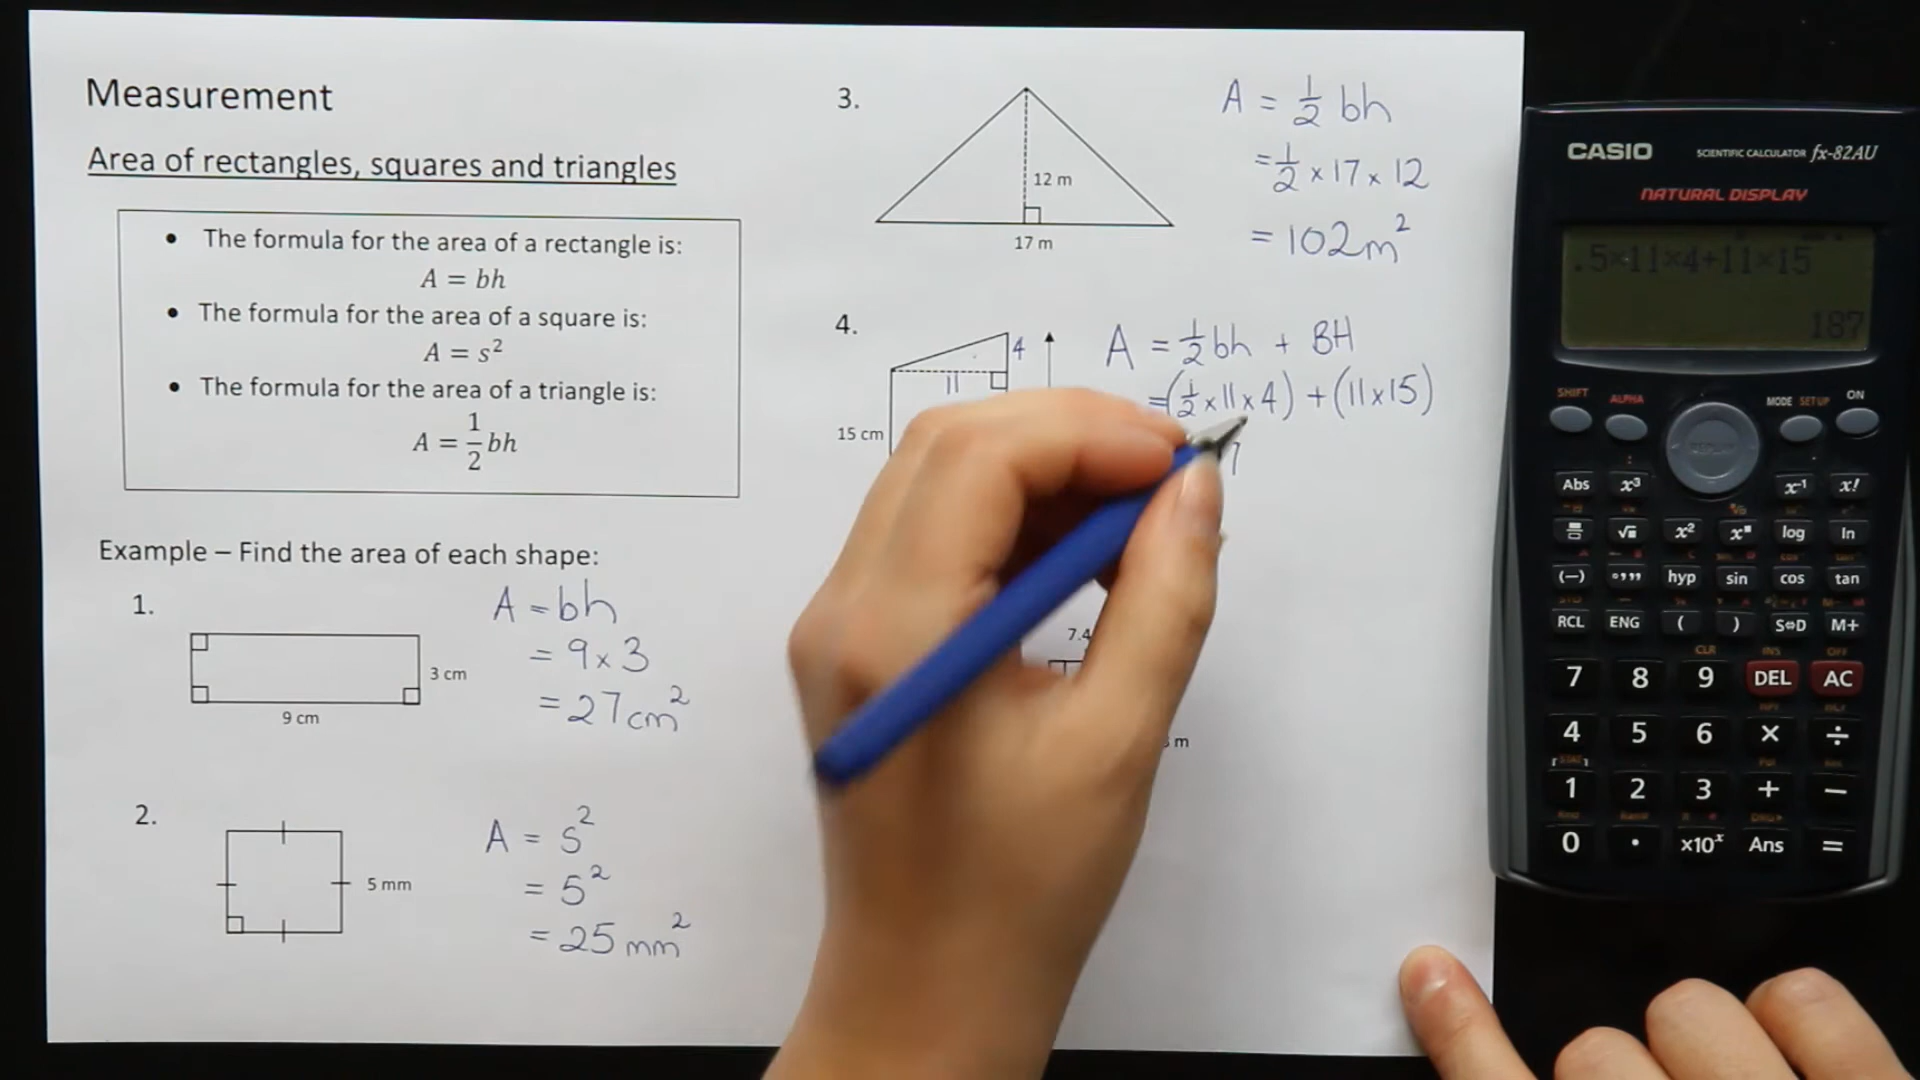 Measurement
Area of rectangles, squares and triangles
• The formula for the area of a rectangle is:
A = bh
• The formula for the area of a square is:
A = s²
• The formula for the area of a triangle is:
A = 1/2 bh
Example – Find the area of each shape:
1.
3 cm
9 cm
A = bh
= 9 × 3
= 27 cm²
2.
5 mm
A = s²
= 5²
= 25 mm²
3.
12 m
17 m
A = 1/2 bh
= 1/2 × 17 × 12
= 102 m²
4.
4
11
15 cm
A = 1/2 bh + BH
= (1/2 × 11 × 4) + (11 × 15)
7.4
m
CASIO
SCIENTIFIC CALCULATOR fx-82AU
NATURAL DISPLAY
.5×11×4+11×15
187
SHIFT ALPHA MODE SETUP ON
Abs x³ x⁻¹ x!
√ x² x▪ log ln
(−) °,,, hyp sin cos tan
RCL ENG ( ) S⇔D M+
CLR INS OFF
7 8 9 DEL AC
4 5 6 × ÷
1 2 3 + −
0 . ×10ˣ Ans =